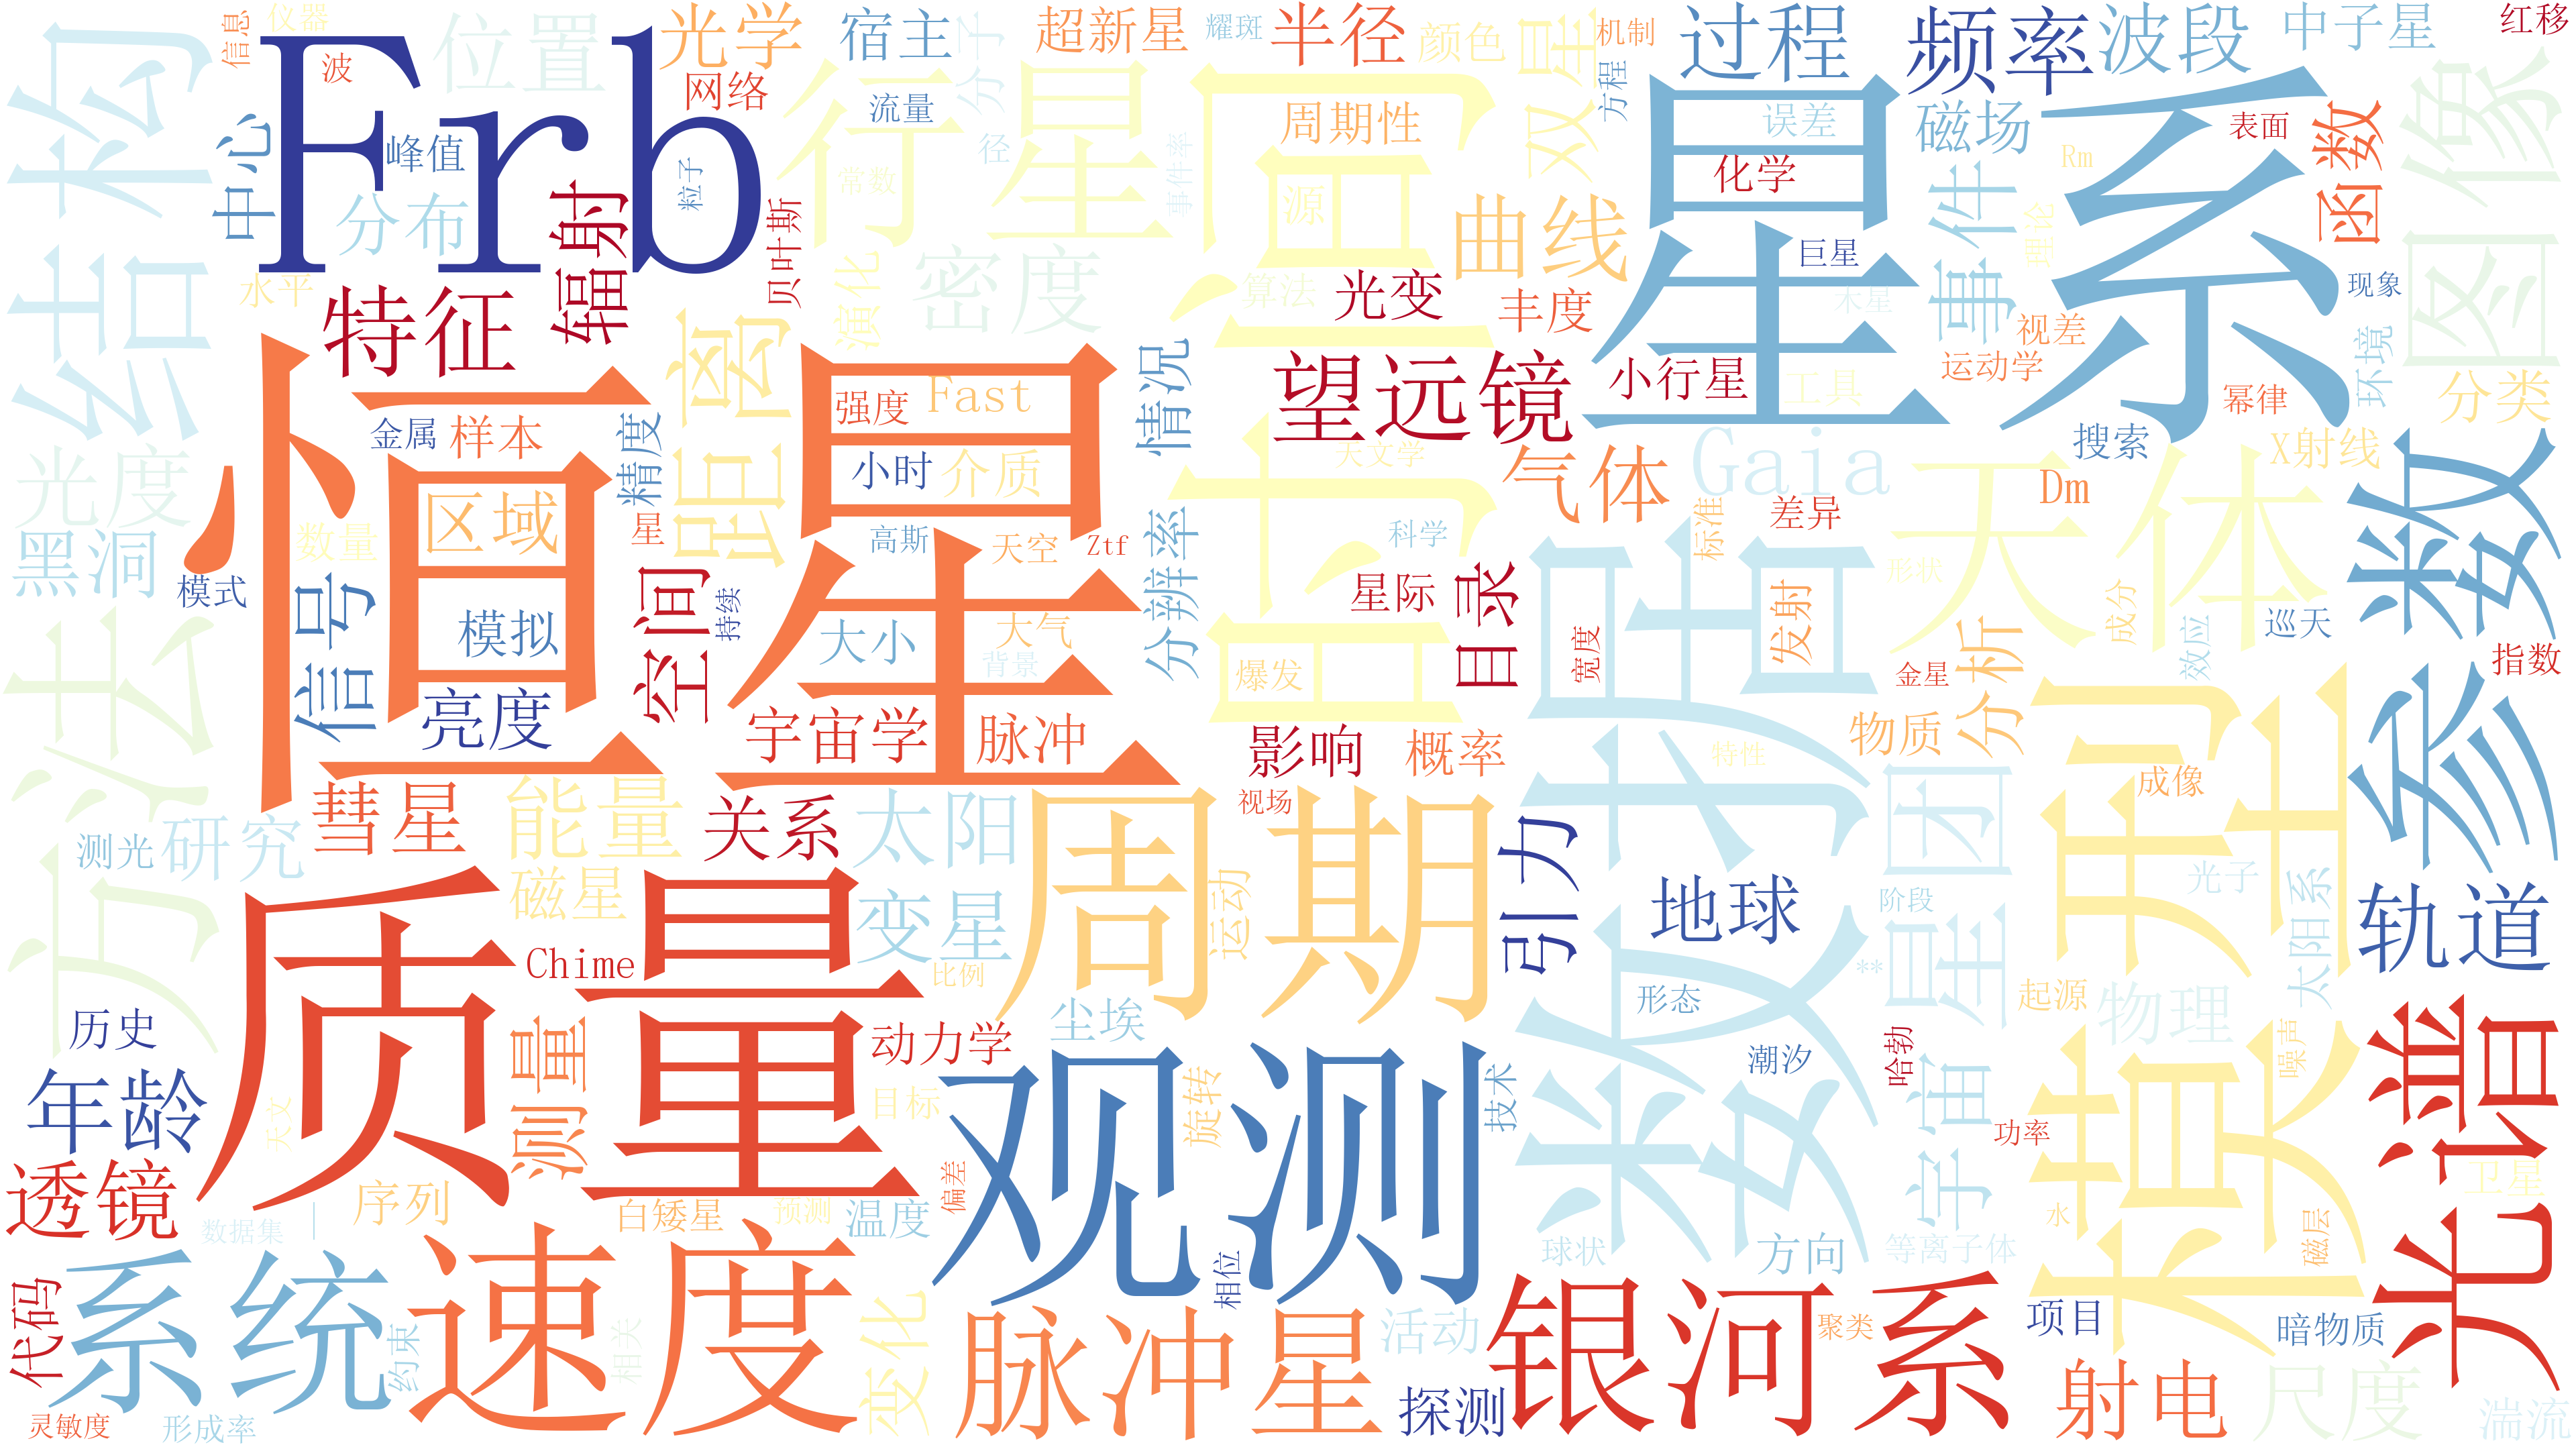 信息
仪器
波
位置
光学
宿主
分子
超新星
耀斑
半径
颜色
双星
机制
过程
频率
波段
中子星
红移
结构
Frb
网络
流量
行星
时间
周期性
方程
误差
星系
磁场
表面
函数
图像
中心
峰值
分布
粒子
辐射
常数
径
事件率
源
曲线
化学
事件
Rm
理论
水平
特征
贝叶斯
演化
密度
算法
光变
丰度
巨星
木星
视差
现象
恒星
距离
情况
望远镜
小行星
工具
运动学
环境
幂律
分类
金属
样本
精度
强度
Fast
小时
介质
天文学
气体
Gaia
天体
搜索
X射线
光度
黑洞
区域
数量
星
高斯
天空
Ztf
分辨率
科学
标准
差异
Dm
参数
模式
信号
模拟
空间
持续
大小
大气
背景
星际
目录
宽度
数据
发射
形状
成分
效应
巡天
方法
亮度
宇宙学
脉冲
爆发
影响
概率
特性
物质
金星
分析
模型
指数
测光
研究
彗星
能量
关系
太阳
周期
视场
引力
地球
星团
成像
光子
太阳系
轨道
磁星
变星
运动
阶段
质量
Chime
比例
**
形态
起源
物理
光谱
历史
测量
动力学
尘埃
观测
潮汐
哈勃
宇宙
噪声
年龄
天文
目标
旋转
技术
功率
透镜
序列
白矮星
预测
温度
偏差
卫星
数据集
系统
速度
相位
球状
方向
等离子体
磁层
水
代码
约束
相关
变化
脉冲星
活动
银河系
聚类
项目
暗物质
灵敏度
形成率
探测
射电
尺度
湍流